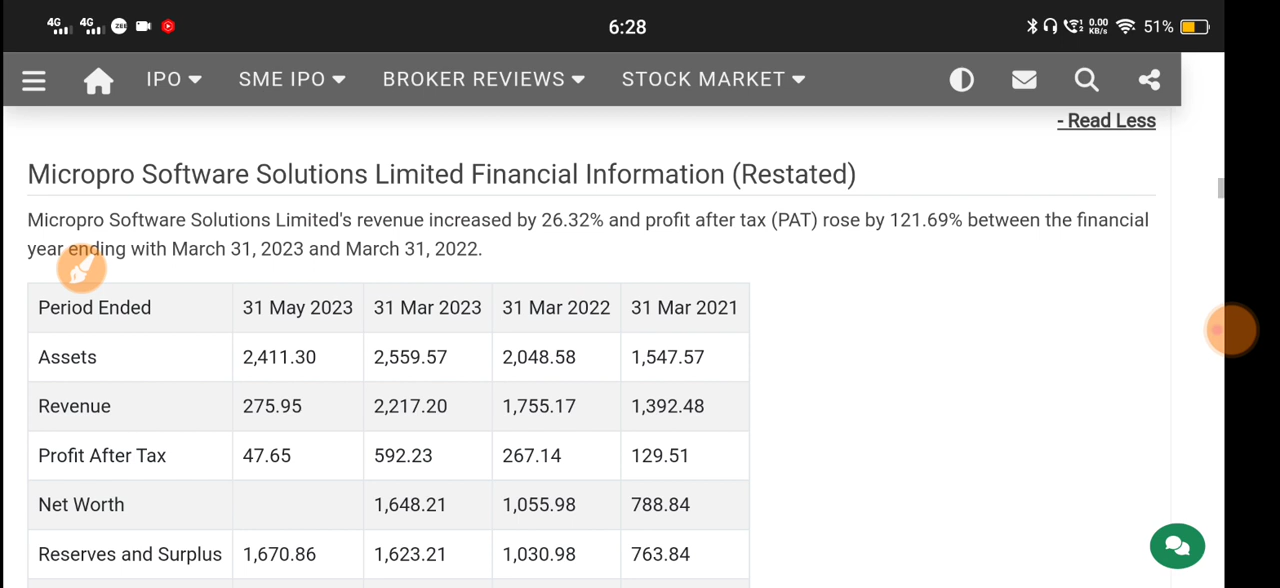 4G 4G ZEE 6:28 0.00 KB/s 51%
IPO SME IPO BROKER REVIEWS STOCK MARKET
- Read Less
Micropro Software Solutions Limited Financial Information (Restated)
Micropro Software Solutions Limited's revenue increased by 26.32% and profit after tax (PAT) rose by 121.69% between the financial
year ending with March 31, 2023 and March 31, 2022.
Period Ended 31 May 2023 31 Mar 2023 31 Mar 2022 31 Mar 2021
Assets 2,411.30 2,559.57 2,048.58 1,547.57
Revenue 275.95 2,217.20 1,755.17 1,392.48
Profit After Tax 47.65 592.23 267.14 129.51
Net Worth 1,648.21 1,055.98 788.84
Reserves and Surplus 1,670.86 1,623.21 1,030.98 763.84